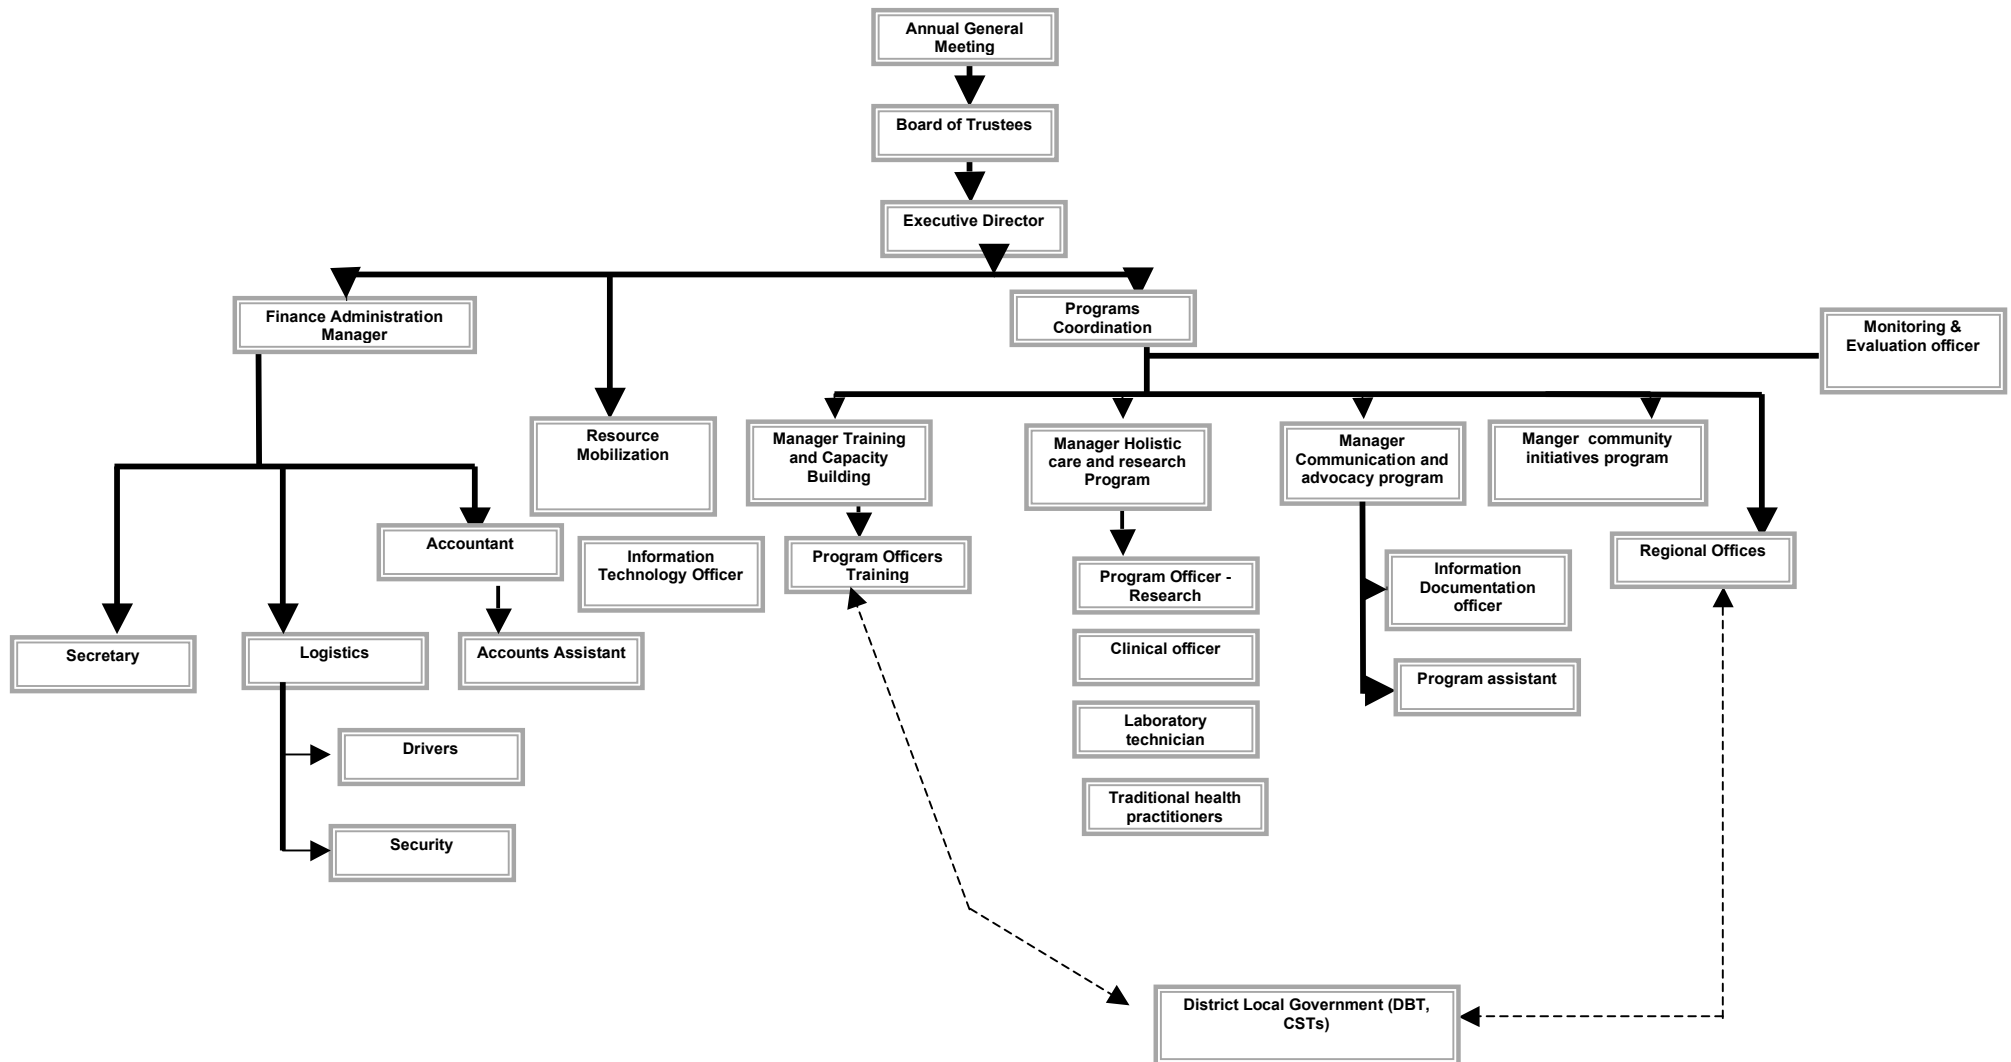 Annual General
Meeting
Board of Trustees
Executive Director
Finance Administration
Manager
Programs
Coordination
Monitoring &
Evaluation officer
Resource
Mobilization
Manager Training
and Capacity
Building
Manager Holistic
care and research
Program
Manager
Communication and
advocacy program
Manger community
initiatives program
Accountant
Information
Technology Officer
Program Officers
Training
Program Officer -
Research
Information
Documentation
officer
Regional Offices
Secretary
Logistics
Accounts Assistant
Clinical officer
Program assistant
Laboratory
technician
Drivers
Traditional health
practitioners
Security
District Local Government (DBT,
CSTs)